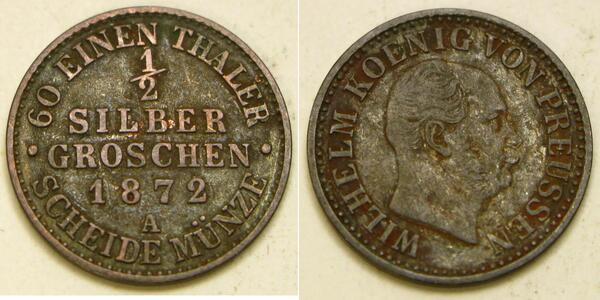 60 EINEN THALER
1/2
SILBER
· GROSCHEN ·
1872
A
SCHEIDE MÜNZE
WILHELM KOENIG VON PREUSSEN